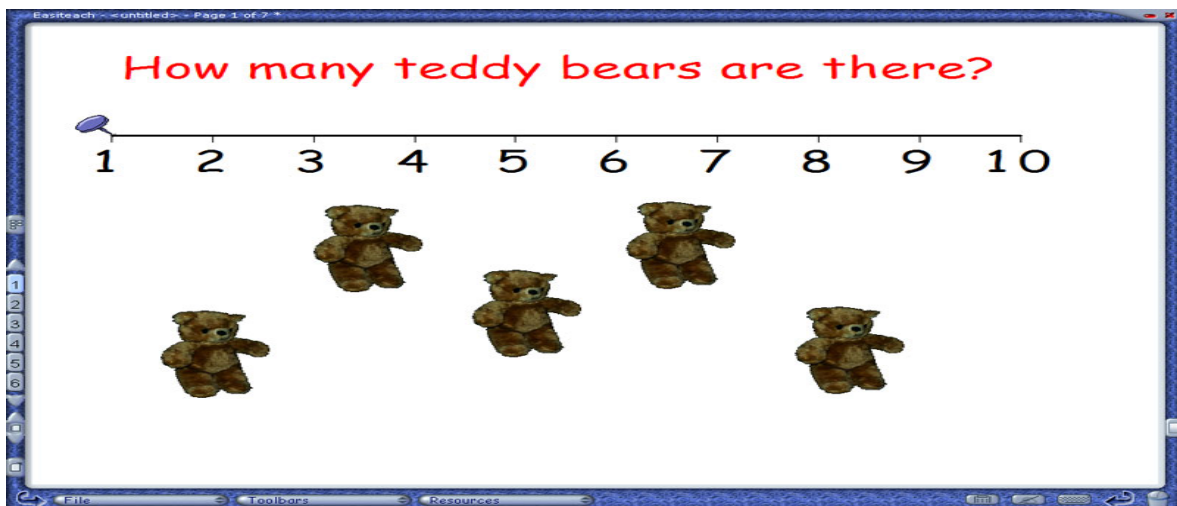 Easiteach - <untitled> - Page 1 of 7 *
How many teddy bears are there?
1 2 3 4 5 6 7 8 9 10
1
2
3
4
5
6
File Toolbars Resources